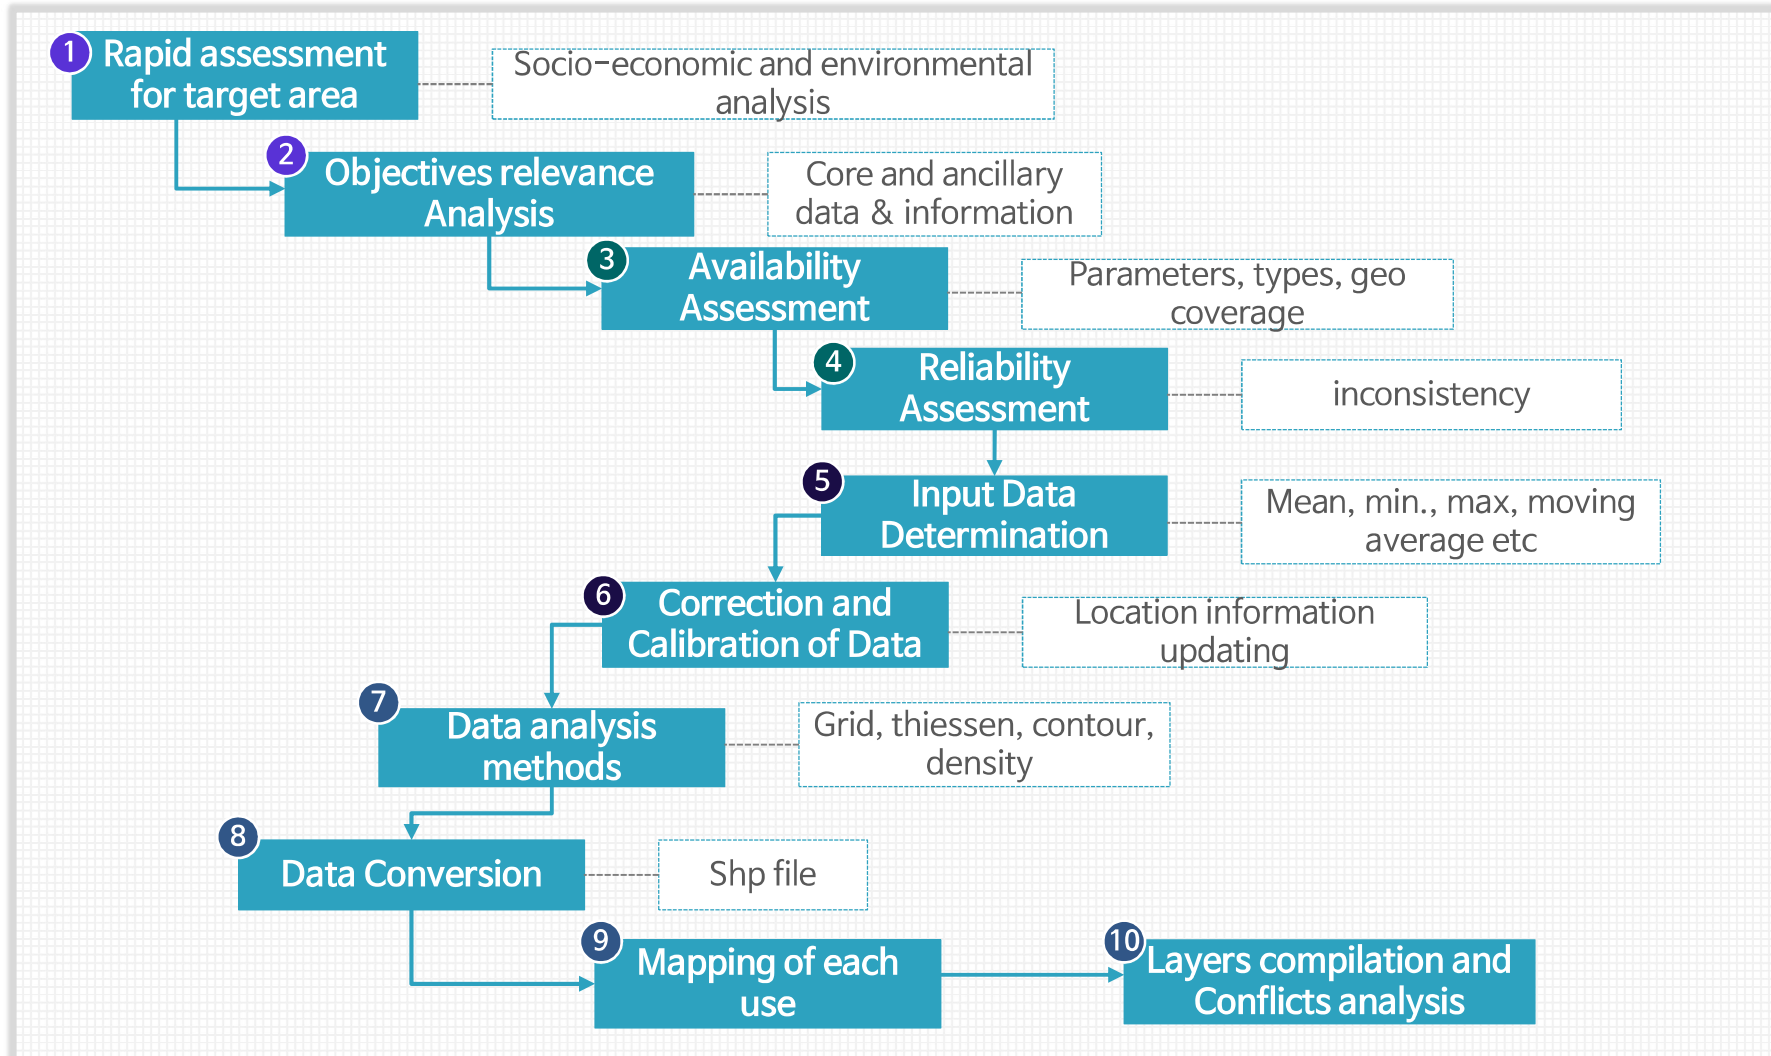 1
Rapid assessment
for target area
Socio-economic and environmental
analysis
2
Objectives relevance
Analysis
Core and ancillary
data & information
3
Availability
Assessment
Parameters, types, geo
coverage
4
Reliability
Assessment
inconsistency
5
Input Data
Determination
Mean, min., max, moving
average etc
6
Correction and
Calibration of Data
Location information
updating
7
Data analysis
methods
Grid, thiessen, contour,
density
8
Data Conversion
Shp file
9
Mapping of each
use
10
Layers compilation and
Conflicts analysis